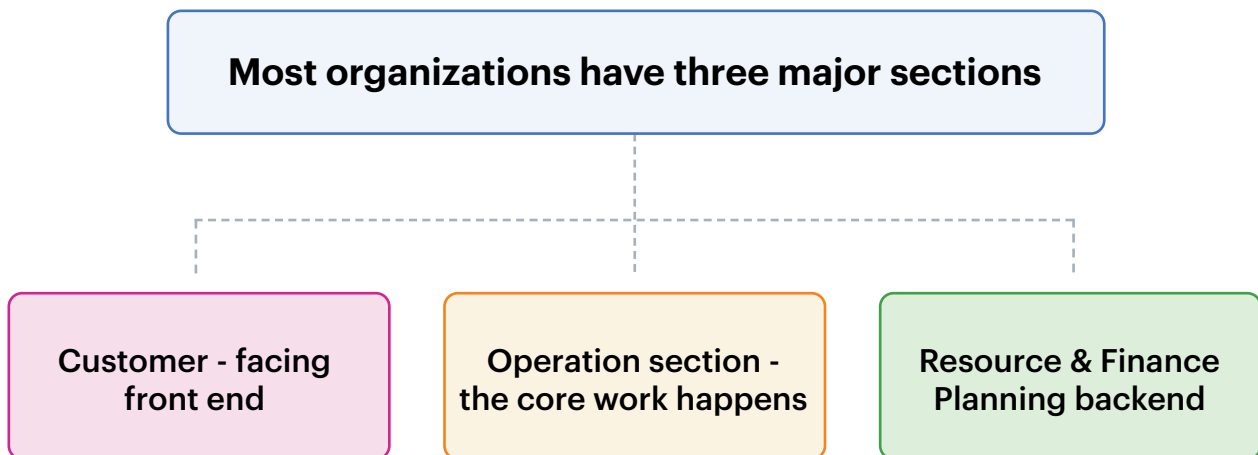 Most organizations have three major sections
Customer - facing
front end
Operation section -
the core work happens
Resource & Finance
Planning backend